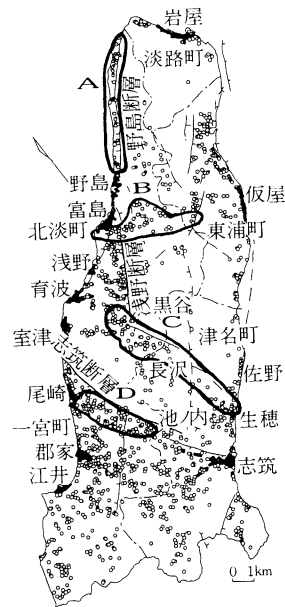 岩屋
淡路町
A
野島断層
野島
B
仮屋
富島
北淡町
東浦町
浅野
浅野断層
育波
黒谷
C
室津
津名町
志筑断層
長沢
佐野
尾崎
D
池ノ内
生穂
一宮町
郡家
志筑
江井
0 1km